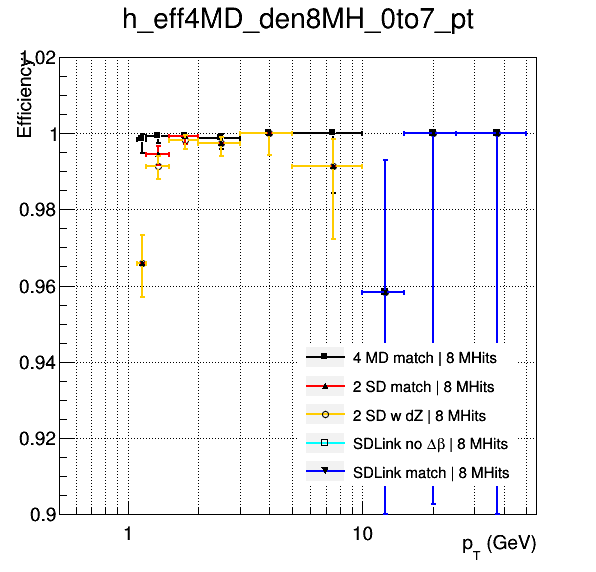 h_eff4MD_den8MH_0to7_pt
Efficiency
1.02
1
0.98
0.96
0.94
0.92
0.9
4 MD match | 8 MHits
2 SD match | 8 MHits
2 SD w dZ | 8 MHits
SDLink no Δβ | 8 MHits
SDLink match | 8 MHits
1
10
p_T (GeV)